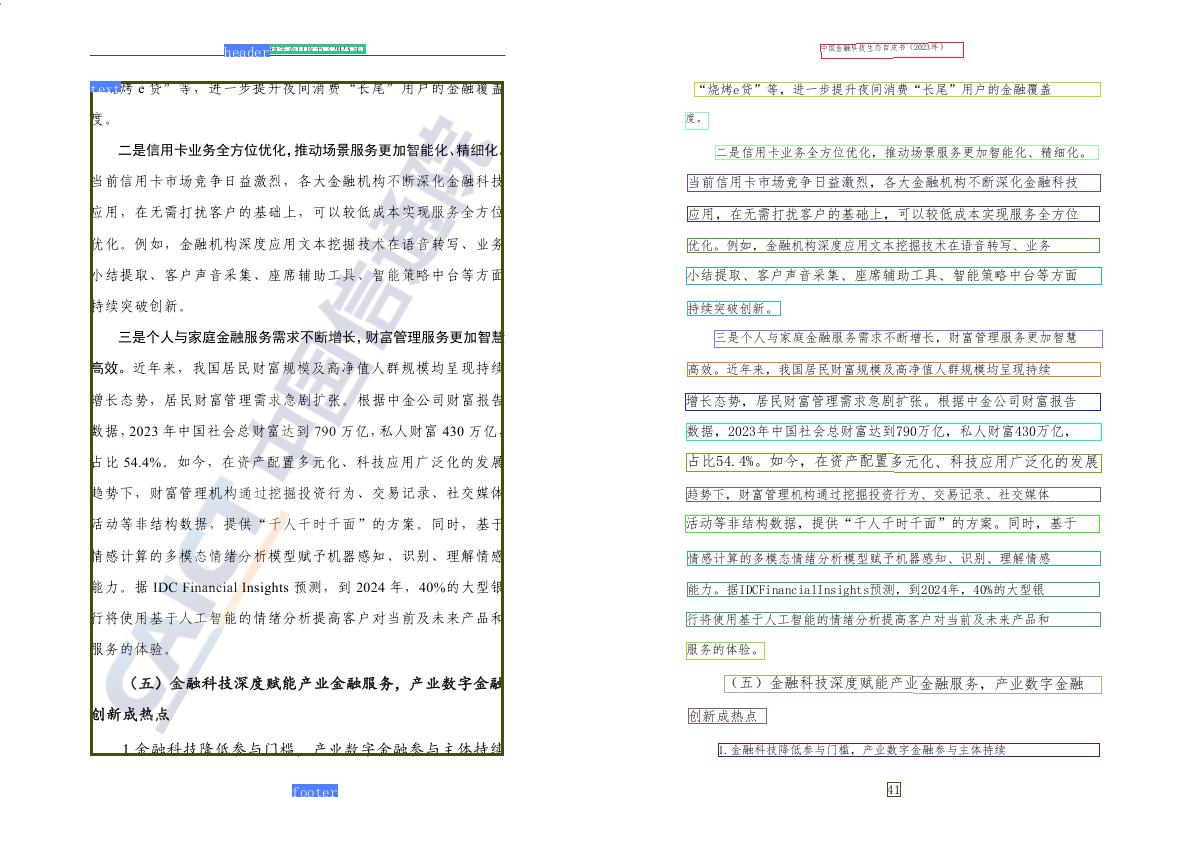 header
text
烧烤 e 贷”等，进一步提升夜间消费“长尾”用户的金融覆盖
度。
二是信用卡业务全方位优化，推动场景服务更加智能化、精细化。
当前信用卡市场竞争日益激烈，各大金融机构不断深化金融科技
应用，在无需打扰客户的基础上，可以较低成本实现服务全方位
优化。例如，金融机构深度应用文本挖掘技术在语音转写、业务
小结提取、客户声音采集、座席辅助工具、智能策略中台等方面
持续突破创新。
三是个人与家庭金融服务需求不断增长，财富管理服务更加智慧
高效。近年来，我国居民财富规模及高净值人群规模均呈现持续
增长态势，居民财富管理需求急剧扩张。根据中金公司财富报告
数据，2023 年中国社会总财富达到 790 万亿，私人财富 430 万亿，
占比 54.4%。如今，在资产配置多元化、科技应用广泛化的发展
趋势下，财富管理机构通过挖掘投资行为、交易记录、社交媒体
活动等非结构数据，提供“千人千时千面”的方案。同时，基于
情感计算的多模态情绪分析模型赋予机器感知、识别、理解情感
能力。据 IDC Financial Insights 预测，到 2024 年，40%的大型银
行将使用基于人工智能的情绪分析提高客户对当前及未来产品和
服务的体验。
（五）金融科技深度赋能产业金融服务，产业数字金融
创新成热点
1.金融科技降低参与门槛，产业数字金融参与主体持续
CAICT 中国信通院
footer
中国金融科技生态白皮书（2023年）
“烧烤e贷”等，进一步提升夜间消费“长尾”用户的金融覆盖
度。
二是信用卡业务全方位优化，推动场景服务更加智能化、精细化。
当前信用卡市场竞争日益激烈，各大金融机构不断深化金融科技
应用，在无需打扰客户的基础上，可以较低成本实现服务全方位
优化。例如，金融机构深度应用文本挖掘技术在语音转写、业务
小结提取、客户声音采集、座席辅助工具、智能策略中台等方面
持续突破创新。
三是个人与家庭金融服务需求不断增长，财富管理服务更加智慧
高效。近年来，我国居民财富规模及高净值人群规模均呈现持续
增长态势，居民财富管理需求急剧扩张。根据中金公司财富报告
数据，2023年中国社会总财富达到790万亿，私人财富430万亿，
占比54.4%。如今，在资产配置多元化、科技应用广泛化的发展
趋势下，财富管理机构通过挖掘投资行为、交易记录、社交媒体
活动等非结构数据，提供“千人千时千面”的方案。同时，基于
情感计算的多模态情绪分析模型赋予机器感知、识别、理解情感
能力。据IDCFinancialInsights预测，到2024年，40%的大型银
行将使用基于人工智能的情绪分析提高客户对当前及未来产品和
服务的体验。
（五）金融科技深度赋能产业金融服务，产业数字金融
创新成热点
1.金融科技降低参与门槛，产业数字金融参与主体持续
41